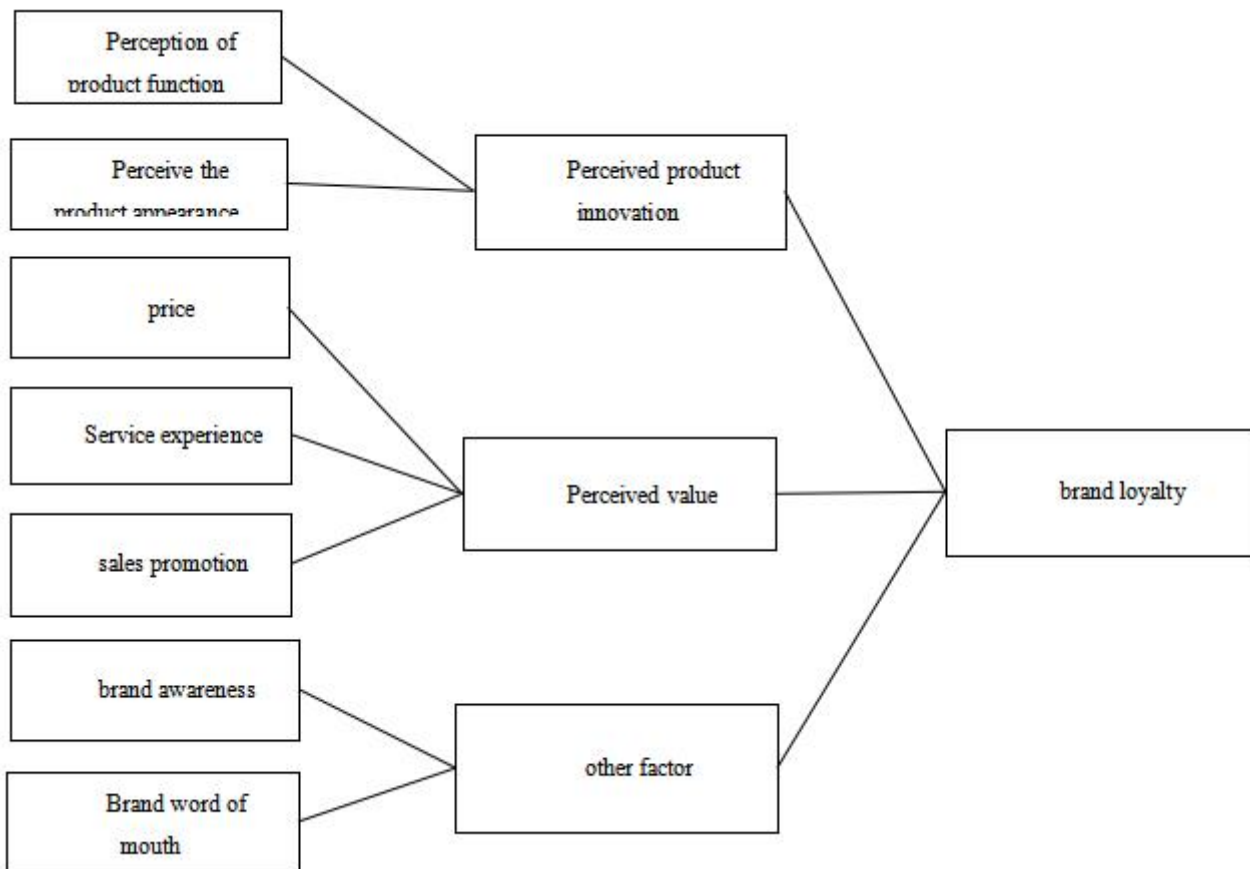 Perception of
product function
Perceive the
product appearance
price
Service experience
sales promotion
brand awareness
Brand word of
mouth
Perceived product
innovation
Perceived value
other factor
brand loyalty